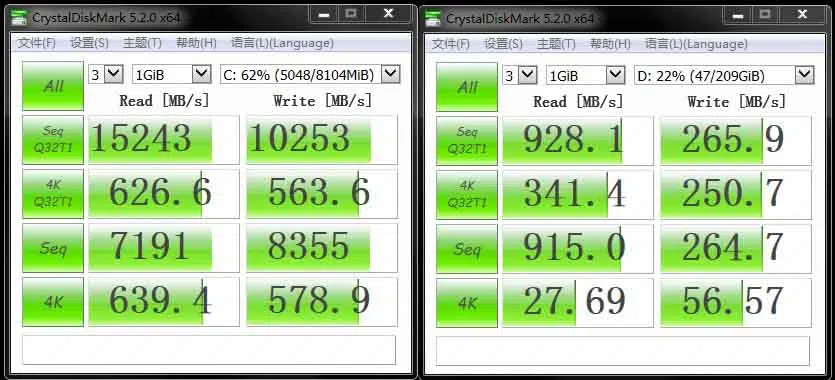 CrystalDiskMark 5.2.0 x64
文件(F) 设置(S) 主题(T) 帮助(H) 语言(L)(Language)
All 3 1GiB C: 62% (5048/8104MiB)
Read [MB/s] Write [MB/s]
Seq Q32T1 15243 10253
4K Q32T1 626.6 563.6
Seq 7191 8355
4K 639.4 578.9
CrystalDiskMark 5.2.0 x64
文件(F) 设置(S) 主题(T) 帮助(H) 语言(L)(Language)
All 3 1GiB D: 22% (47/209GiB)
Read [MB/s] Write [MB/s]
Seq Q32T1 928.1 265.9
4K Q32T1 341.4 250.7
Seq 915.0 264.7
4K 27.69 56.57